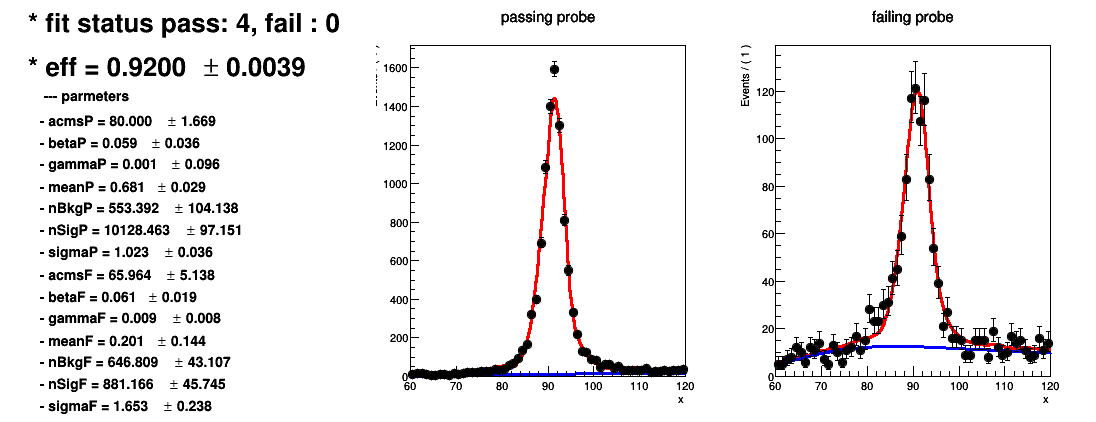 * fit status pass: 4, fail : 0
* eff = 0.9200 ± 0.0039
--- parmeters
- acmsP = 80.000 ± 1.669
- betaP = 0.059 ± 0.036
- gammaP = 0.001 ± 0.096
- meanP = 0.681 ± 0.029
- nBkgP = 553.392 ± 104.138
- nSigP = 10128.463 ± 97.151
- sigmaP = 1.023 ± 0.036
- acmsF = 65.964 ± 5.138
- betaF = 0.061 ± 0.019
- gammaF = 0.009 ± 0.008
- meanF = 0.201 ± 0.144
- nBkgF = 646.809 ± 43.107
- nSigF = 881.166 ± 45.745
- sigmaF = 1.653 ± 0.238
passing probe
1600
1400
1200
1000
800
600
400
200
0
60 70 80 90 100 110 120
x
failing probe
Events / ( 1 )
120
100
80
60
40
20
0
60 70 80 90 100 110 120
x